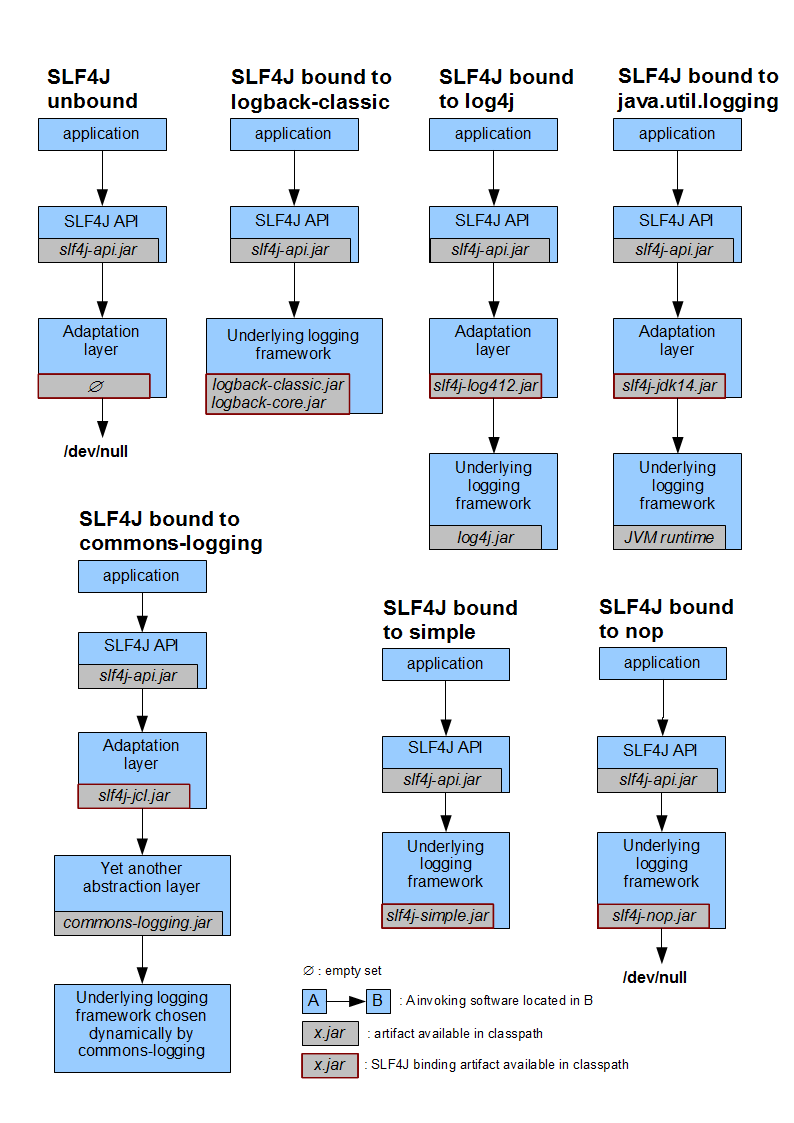 SLF4J
unbound
application
SLF4J API
slf4j-api.jar
Adaptation
layer
∅
/dev/null
SLF4J bound to
logback-classic
application
SLF4J API
slf4j-api.jar
Underlying logging
framework
logback-classic.jar
logback-core.jar
SLF4J bound
to log4j
application
SLF4J API
slf4j-api.jar
Adaptation
layer
slf4j-log412.jar
Underlying
logging
framework
log4j.jar
SLF4J bound to
java.util.logging
application
SLF4J API
slf4j-api.jar
Adaptation
layer
slf4j-jdk14.jar
Underlying
logging
framework
JVM runtime
SLF4J bound to
commons-logging
application
SLF4J API
slf4j-api.jar
Adaptation
layer
slf4j-jcl.jar
Yet another
abstraction layer
commons-logging.jar
Underlying logging
framework chosen
dynamically by
commons-logging
SLF4J bound
to simple
application
SLF4J API
slf4j-api.jar
Underlying
logging
framework
slf4j-simple.jar
SLF4J bound
to nop
application
SLF4J API
slf4j-api.jar
Underlying
logging
framework
slf4j-nop.jar
/dev/null
∅ : empty set
A B : A invoking software located in B
x.jar : artifact available in classpath
x.jar : SLF4J binding artifact available in classpath